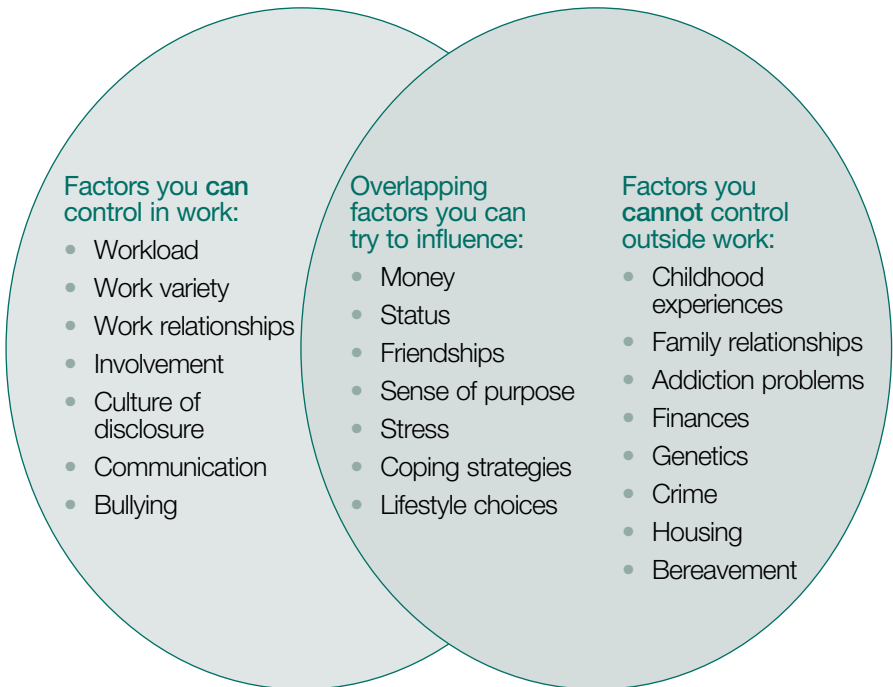 Factors you can
control in work:
• Workload
• Work variety
• Work relationships
• Involvement
• Culture of
disclosure
• Communication
• Bullying
Overlapping
factors you can
try to influence:
• Money
• Status
• Friendships
• Sense of purpose
• Stress
• Coping strategies
• Lifestyle choices
Factors you
cannot control
outside work:
• Childhood
experiences
• Family relationships
• Addiction problems
• Finances
• Genetics
• Crime
• Housing
• Bereavement